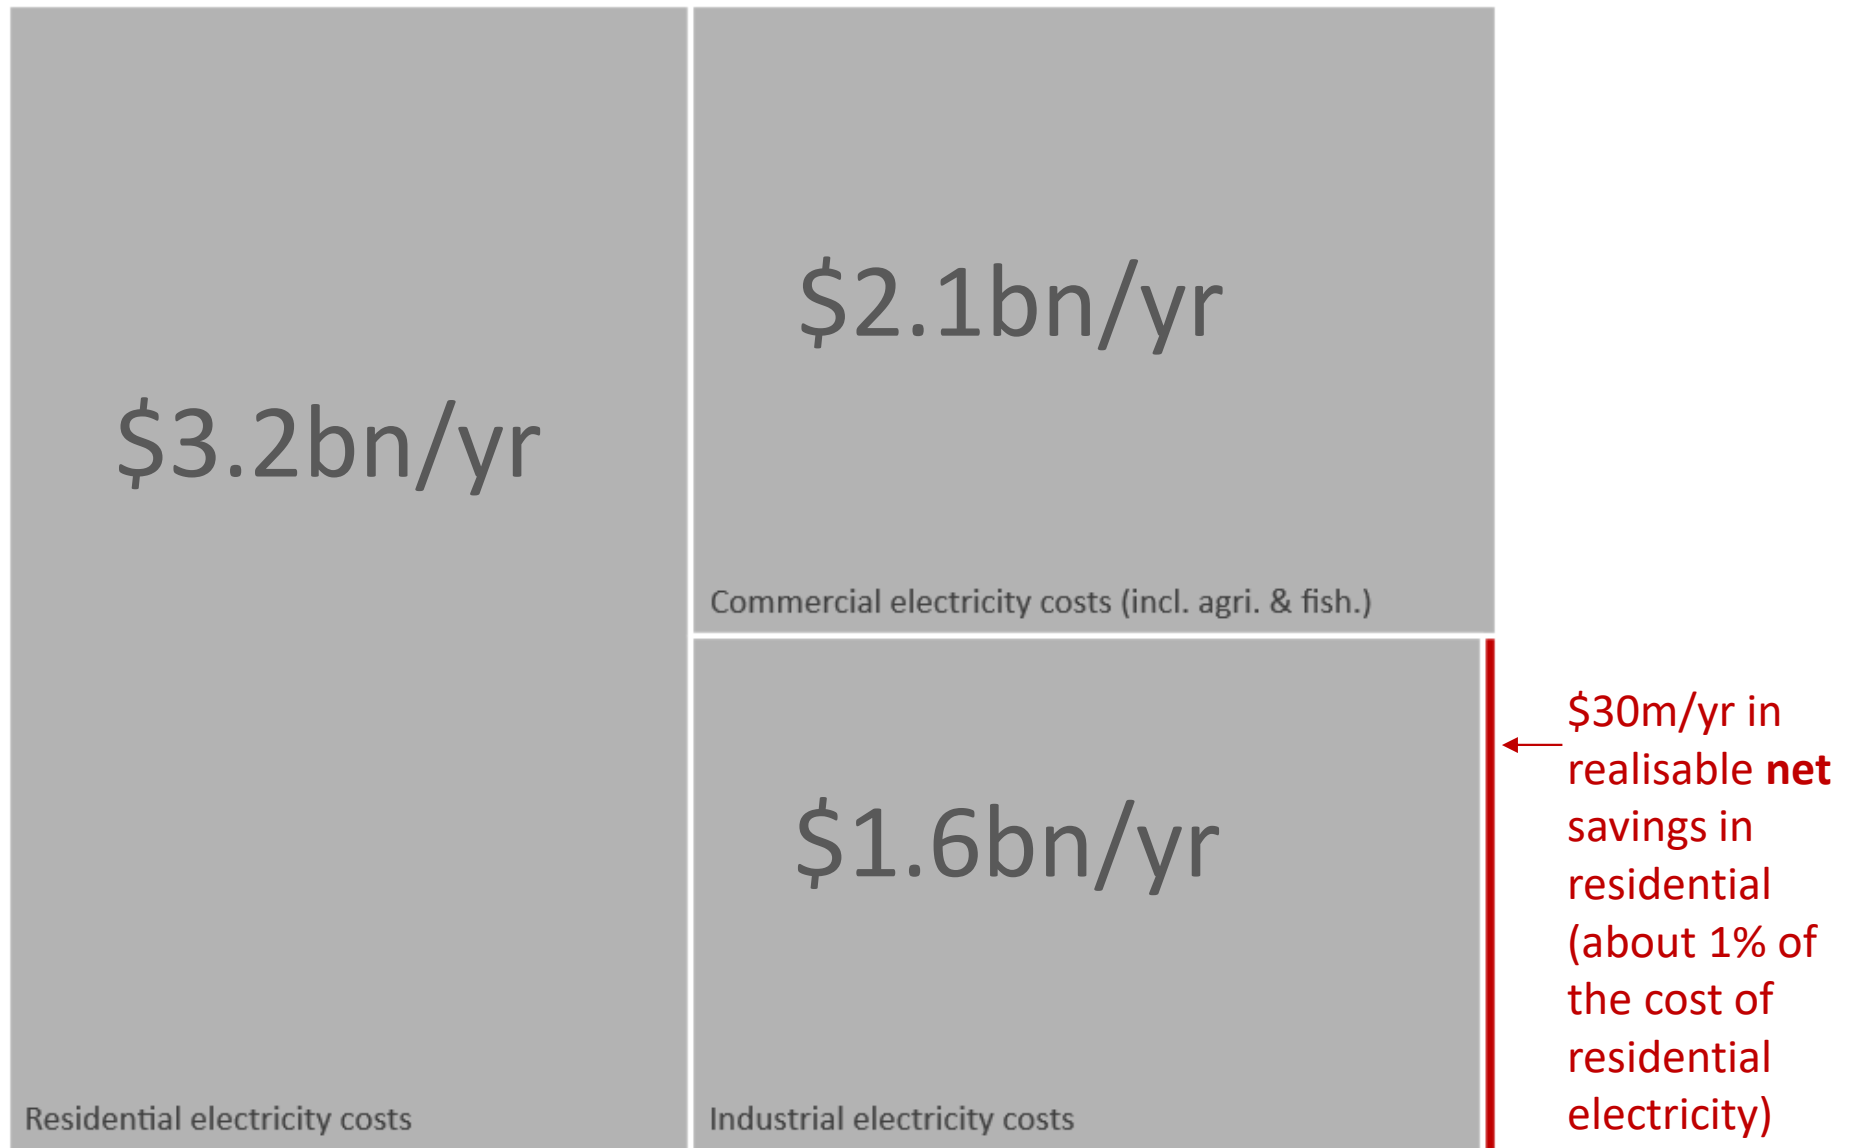 $3.2bn/yr
Residential electricity costs
$2.1bn/yr
Commercial electricity costs (incl. agri. & fish.)
$1.6bn/yr
Industrial electricity costs
$30m/yr in
realisable net
savings in
residential
(about 1% of
the cost of
residential
electricity)